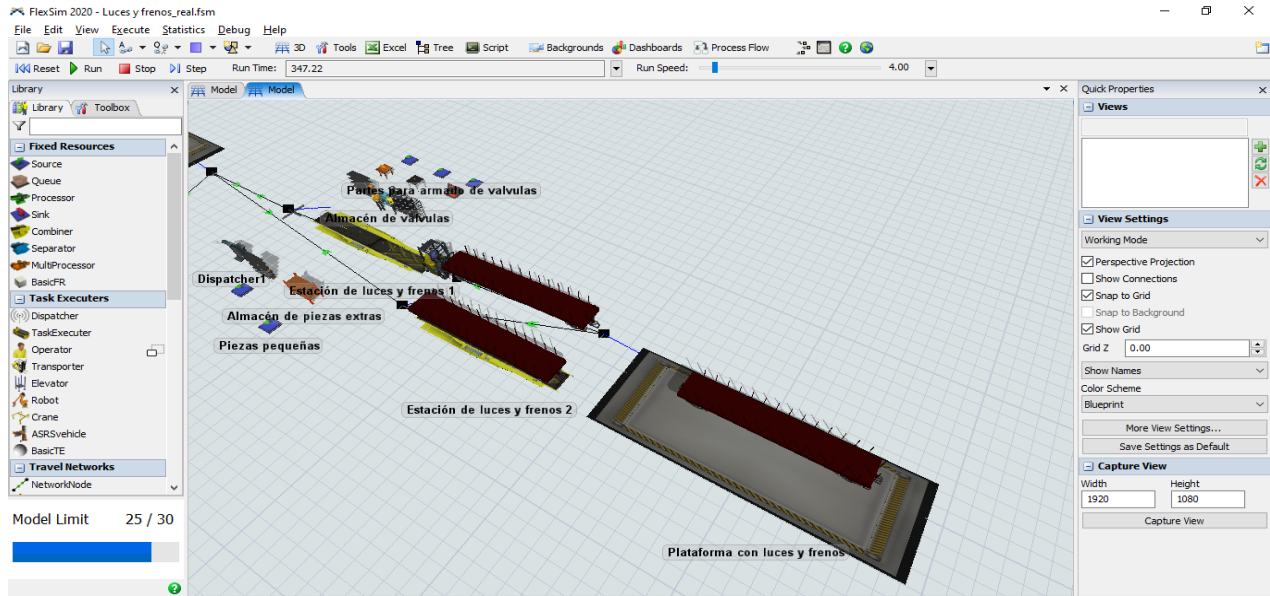 FlexSim 2020 - Luces y frenos_real.fsm
File Edit View Execute Statistics Debug Help
3D Tools Excel Tree Script Backgrounds Dashboards Process Flow
Reset Run Stop Step Run Time: 347.22 Run Speed: 4.00
Library
Library Toolbox
Fixed Resources
Source
Queue
Processor
Sink
Combiner
Separator
MultiProcessor
BasicFR
Task Executers
Dispatcher
TaskExecuter
Operator
Transporter
Elevator
Robot
Crane
ASRSvehicle
BasicTE
Travel Networks
NetworkNode
Model Limit 25 / 30
Model Model
Partes para armado de valvulas
Almacén de valvulas
Dispatcher1
Estación de luces y frenos 1
Almacén de piezas extras
Piezas pequeñas
Estación de luces y frenos 2
Plataforma con luces y frenos
Quick Properties
Views
View Settings
Working Mode
Perspective Projection
Show Connections
Snap to Grid
Snap to Background
Show Grid
Grid Z 0.00
Show Names
Color Scheme
Blueprint
More View Settings...
Save Settings as Default
Capture View
Width Height
1920 1080
Capture View